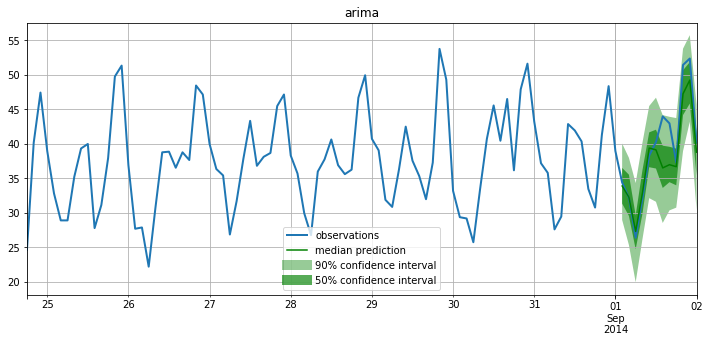 arima
55
50
45
40
35
30
25
20
observations
median prediction
90% confidence interval
50% confidence interval
25 26 27 28 29 30 31 01 02
Sep
2014